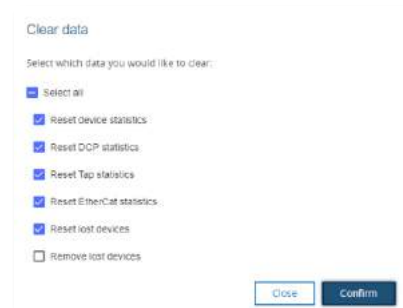 Clear data
Select which data you would like to clear:
Select all
Reset device statistics
Reset DCP statistics
Reset Tap statistics
Reset EtherCat statistics
Reset lost devices
Remove lost devices
Close
Confirm